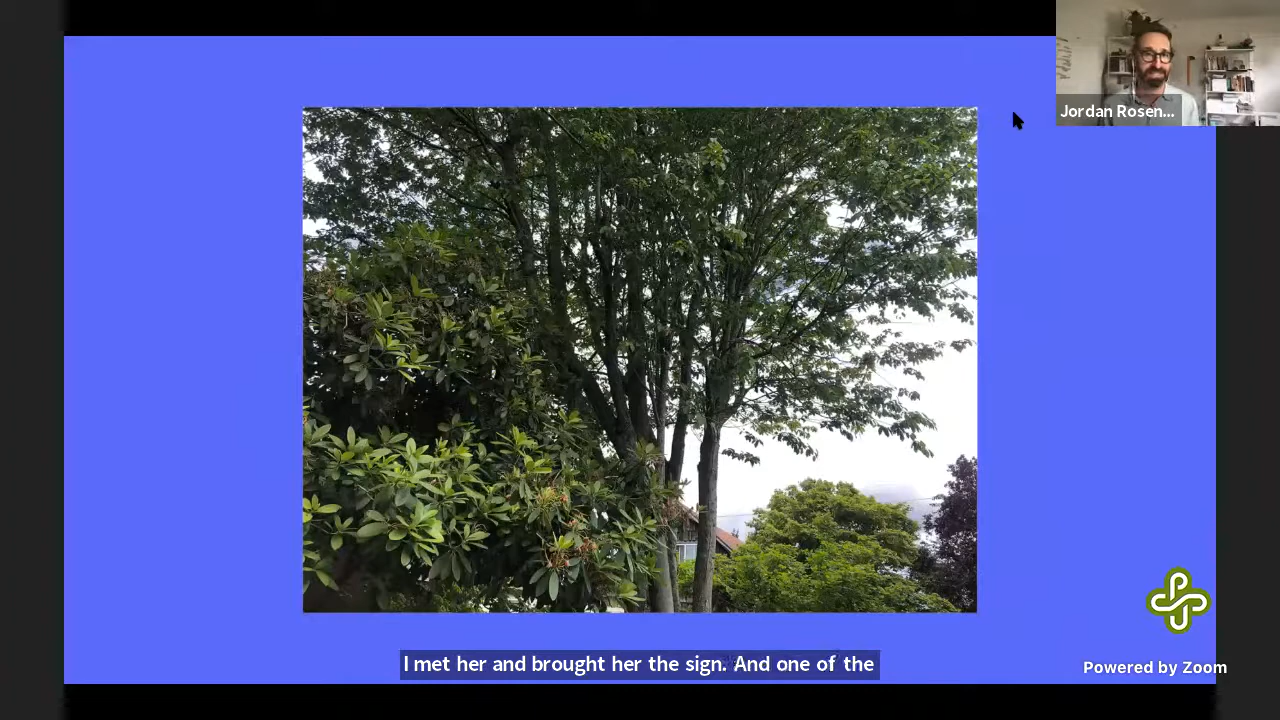 Jordan Rosen...
I met her and brought her the sign. And one of the
Powered by Zoom